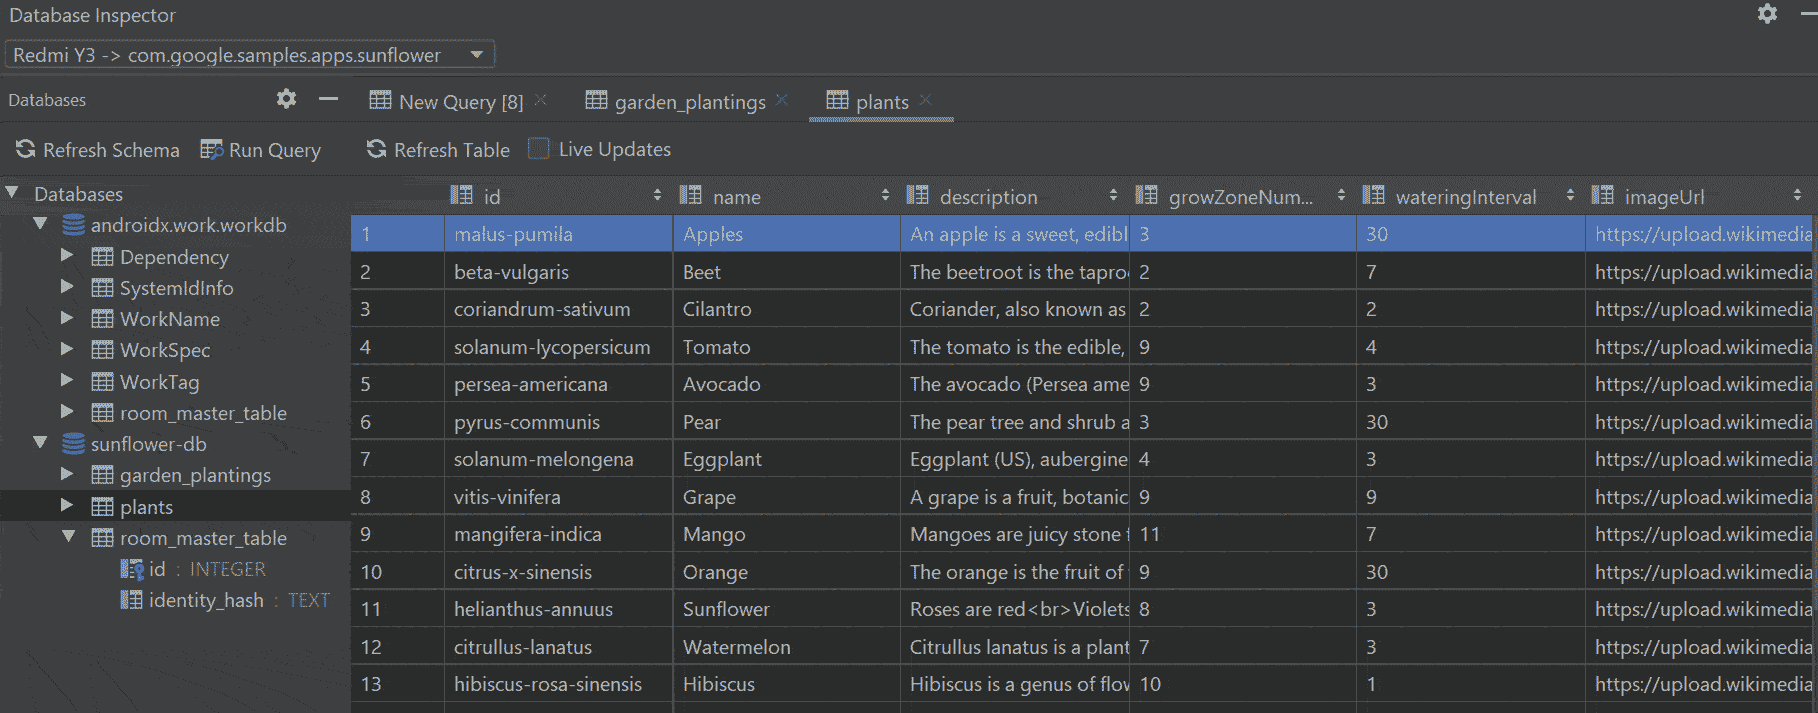 Database Inspector
Redmi Y3 -> com.google.samples.apps.sunflower
Databases
New Query [8] garden_plantings plants
Refresh Schema Run Query Refresh Table Live Updates
Databases
androidx.work.workdb
Dependency
SystemIdInfo
WorkName
WorkSpec
WorkTag
room_master_table
sunflower-db
garden_plantings
plants
room_master_table
id : INTEGER
identity_hash : TEXT
id name description growZoneNum... wateringInterval imageUrl
1 malus-pumila Apples An apple is a sweet, edibl 3 30 https://upload.wikimedia
2 beta-vulgaris Beet The beetroot is the tapro 2 7 https://upload.wikimedia
3 coriandrum-sativum Cilantro Coriander, also known as 2 2 https://upload.wikimedia
4 solanum-lycopersicum Tomato The tomato is the edible, 9 4 https://upload.wikimedia
5 persea-americana Avocado The avocado (Persea ame 9 3 https://upload.wikimedia
6 pyrus-communis Pear The pear tree and shrub a 3 30 https://upload.wikimedia
7 solanum-melongena Eggplant Eggplant (US), aubergine 4 3 https://upload.wikimedia
8 vitis-vinifera Grape A grape is a fruit, botanic 9 9 https://upload.wikimedia
9 mangifera-indica Mango Mangoes are juicy stone f 11 7 https://upload.wikimedia
10 citrus-x-sinensis Orange The orange is the fruit of 9 30 https://upload.wikimedia
11 helianthus-annuus Sunflower Roses are red<br>Violets 8 3 https://upload.wikimedia
12 citrullus-lanatus Watermelon Citrullus lanatus is a plant 7 3 https://upload.wikimedia
13 hibiscus-rosa-sinensis Hibiscus Hibiscus is a genus of flow 10 1 https://upload.wikimedia